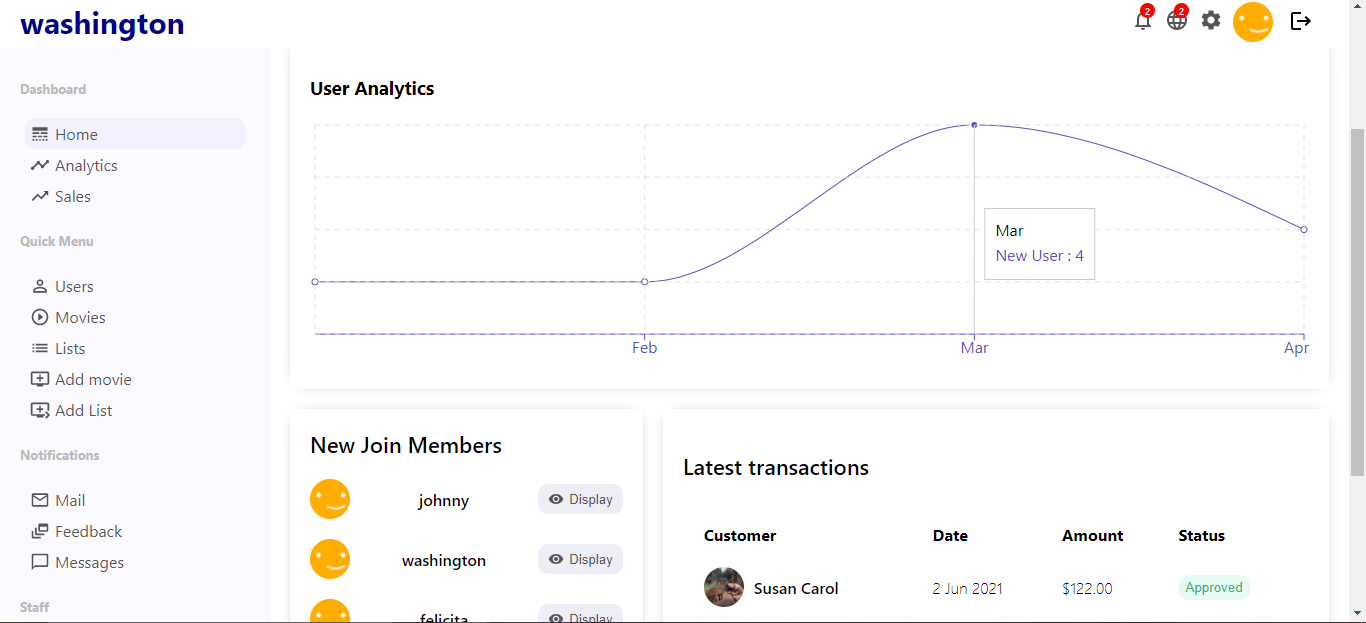 washington
2
2
Dashboard
Home
Analytics
Sales
Quick Menu
Users
Movies
Lists
Add movie
Add List
Notifications
Mail
Feedback
Messages
Staff
User Analytics
Mar
New User : 4
Feb
Mar
Apr
New Join Members
johnny
Display
washington
Display
felicita
Display
Latest transactions
Customer Date Amount Status
Susan Carol 2 Jun 2021 $122.00 Approved